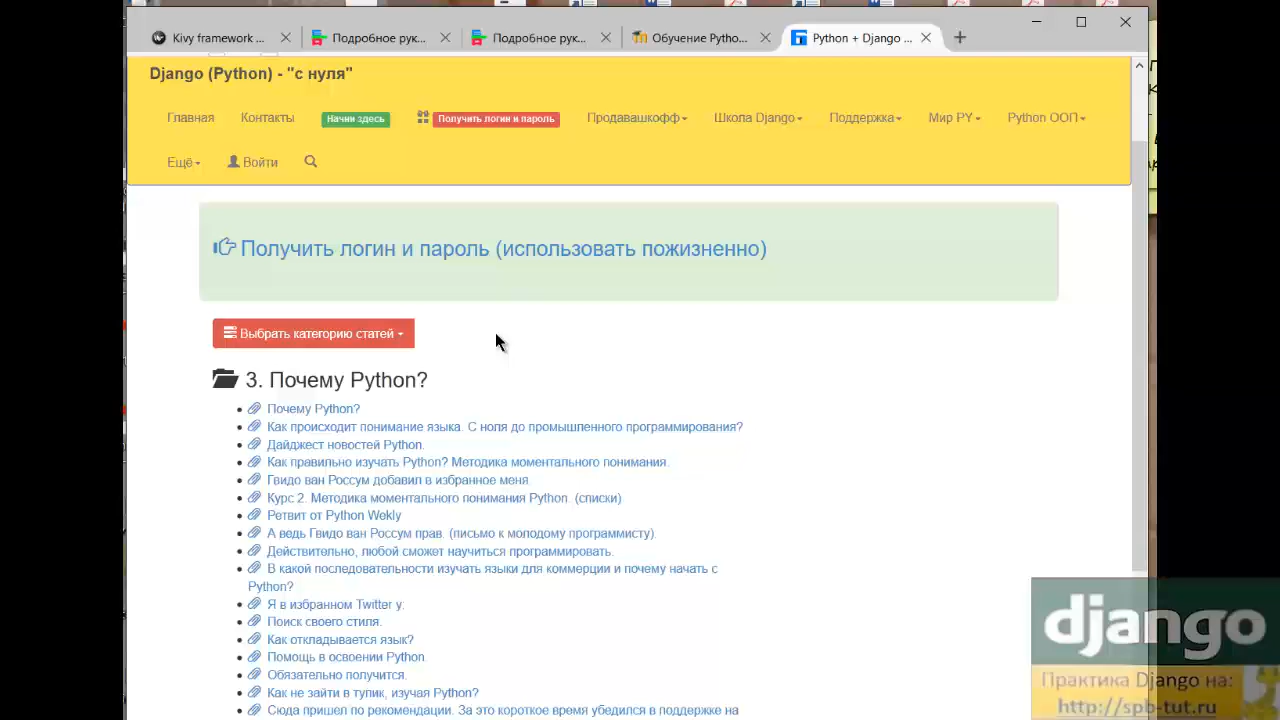 Kivy framework ...
Подробное рук...
Подробное рук...
Обучение Pytho...
Python + Django ...
Django (Python) - "с нуля"
Главная
Контакты
Начни здесь
Получить логин и пароль
Продавашкофф
Школа Django
Поддержка
Мир PY
Python ООП
Ещё
Войти
Получить логин и пароль (использовать пожизненно)
Выбрать категорию статей
3. Почему Python?
Почему Python?
Как происходит понимание языка. С ноля до промышленного программирования?
Дайджест новостей Python.
Как правильно изучать Python? Методика моментального понимания.
Гвидо ван Россум добавил в избранное меня.
Курс 2. Методика моментального понимания Python. (списки)
Ретвит от Python Wekly
А ведь Гвидо ван Россум прав. (письмо к молодому программисту).
Действительно, любой сможет научиться программировать.
В какой последовательности изучать языки для коммерции и почему начать с
Python?
Я в избранном Twitter у:
Поиск своего стиля.
Как откладывается язык?
Помощь в освоении Python
Обязательно получится.
Как не зайти в тупик, изучая Python?
Сюда пришел по рекомендации. За это короткое время убедился в поддержке на
django
Практика Django на:
http://spb-tut.ru